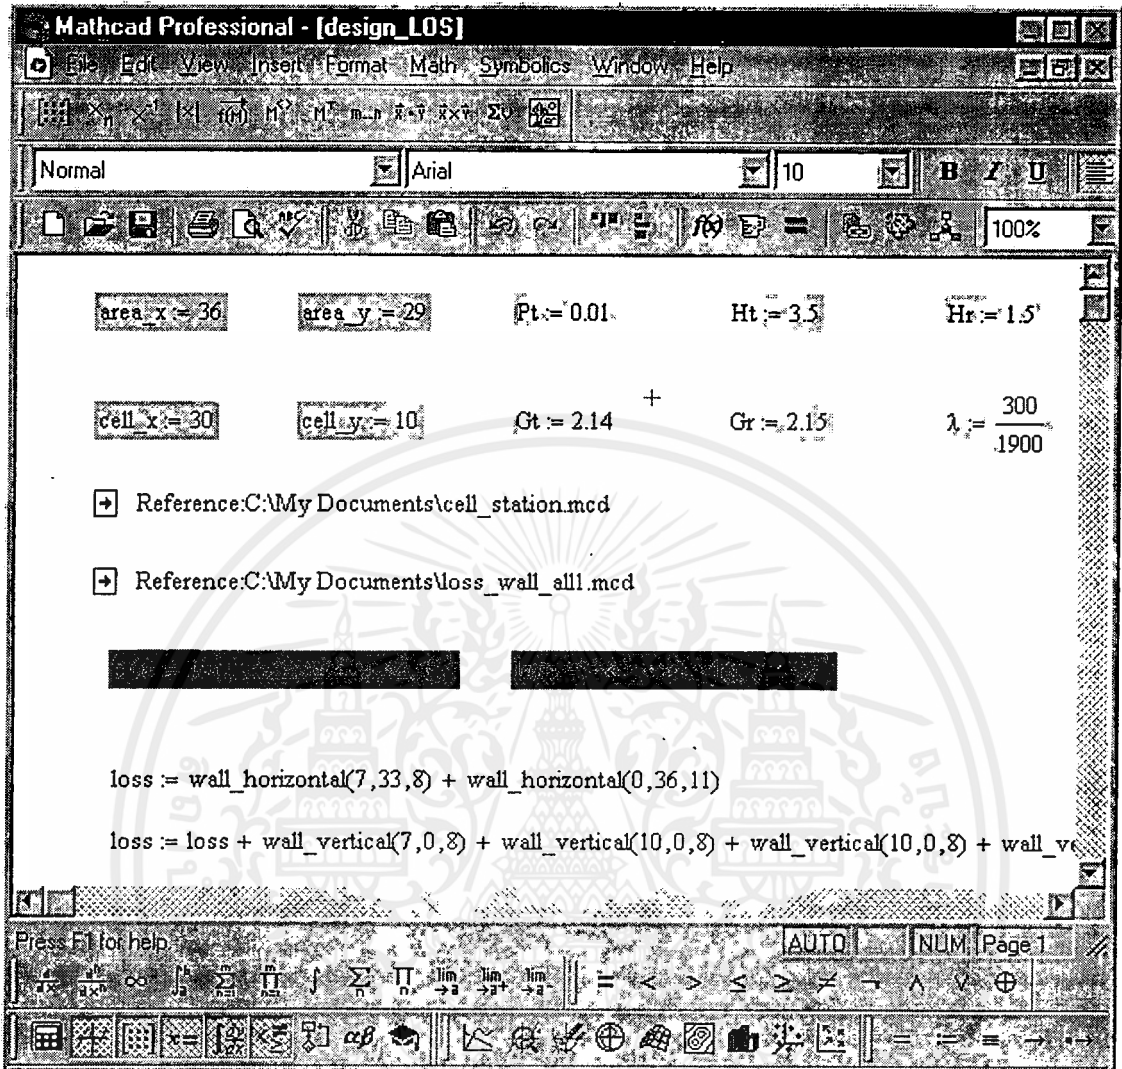 Mathcad Professional - [design_LOS]
File Edit View Insert Format Math Symbolics Window Help
Normal Arial 10 B I U
100%
area_x := 36 area_y := 29 Pt := 0.01 Ht := 3.5 Hr := 1.5
cell_x := 30 cell_y := 10 Gt := 2.14 Gr := 2.15 λ := 300/1900
Reference:C:\My Documents\cell_station.mcd
Reference:C:\My Documents\loss_wall_all1.mcd
loss := wall_horizontal(7,33,8) + wall_horizontal(0,36,11)
loss := loss + wall_vertical(7,0,8) + wall_vertical(10,0,8) + wall_vertical(10,0,8) + wall_ve
Press F1 for help. AUTO NUM Page 1